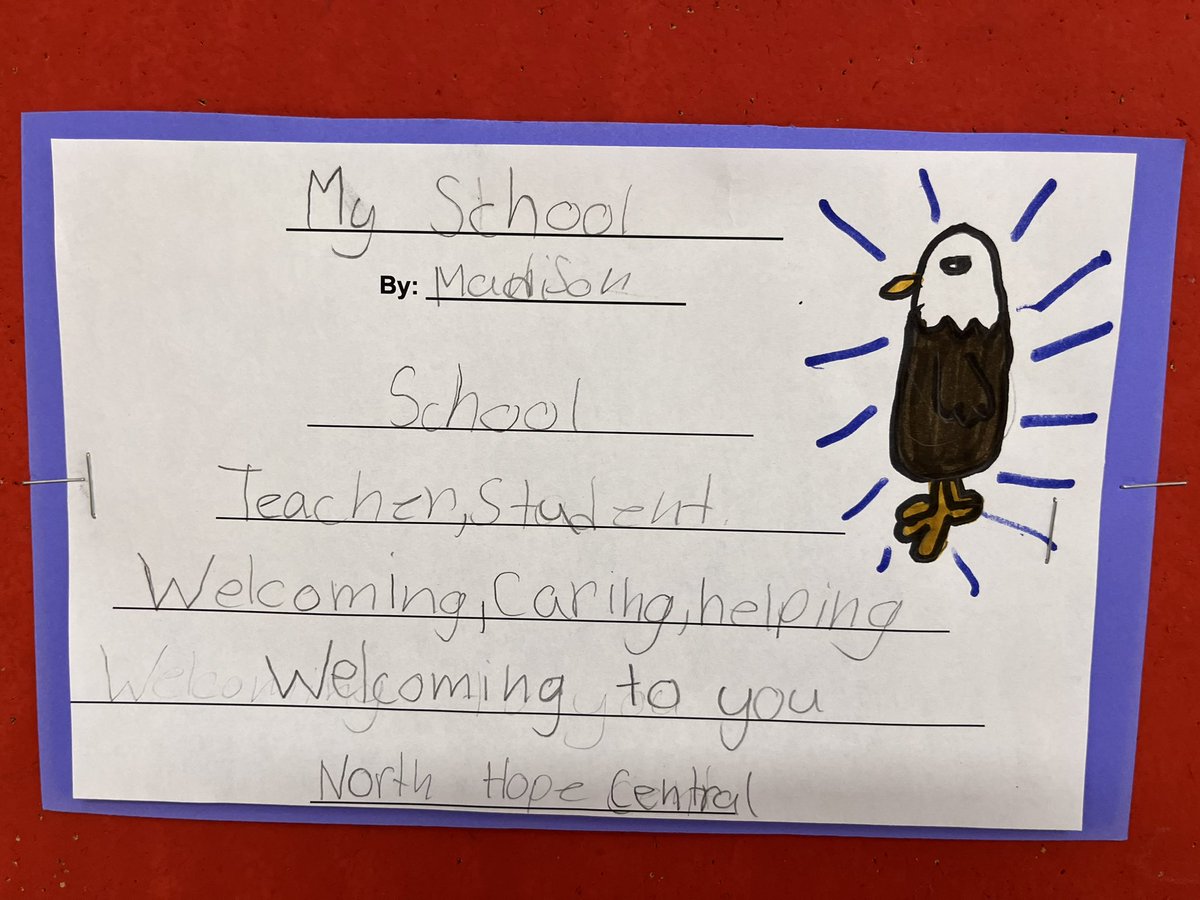 My School
By: Madison
School
Teacher, Student
Welcoming, Caring, helping
Welcoming to you
North Hope Central